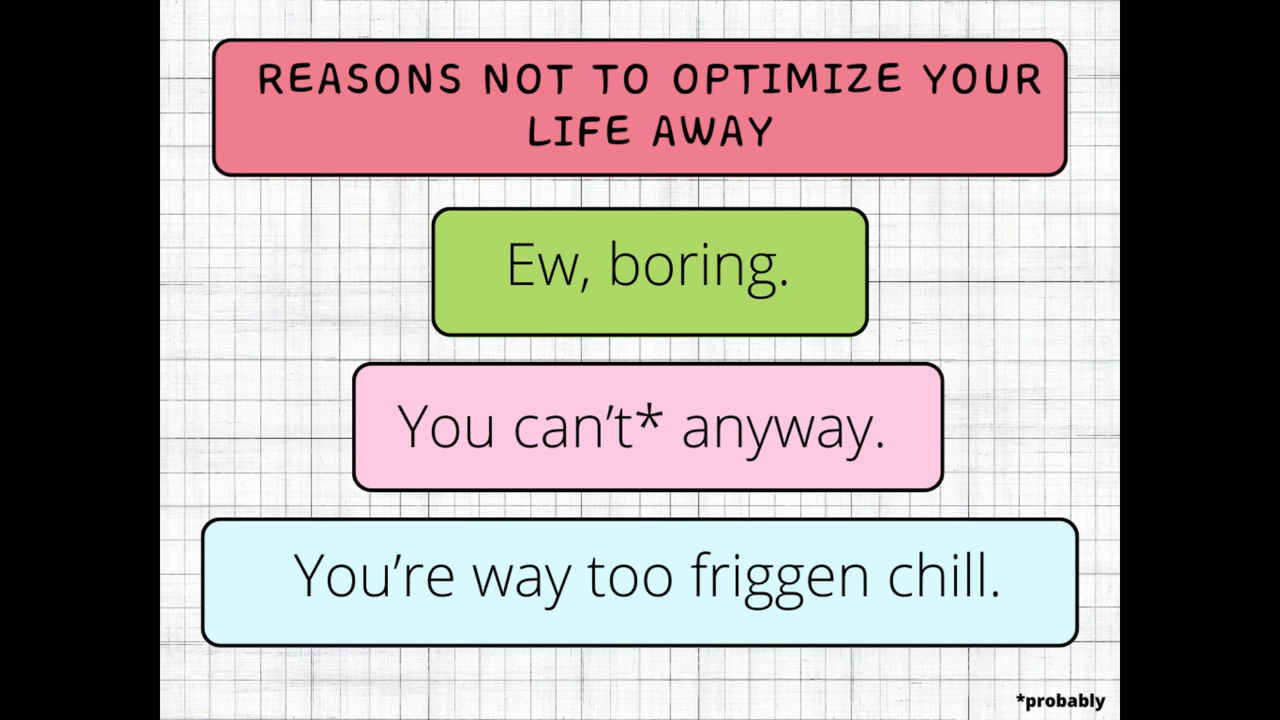 REASONS NOT TO OPTIMIZE YOUR
LIFE AWAY
Ew, boring.
You can’t* anyway.
You’re way too friggen chill.
*probably